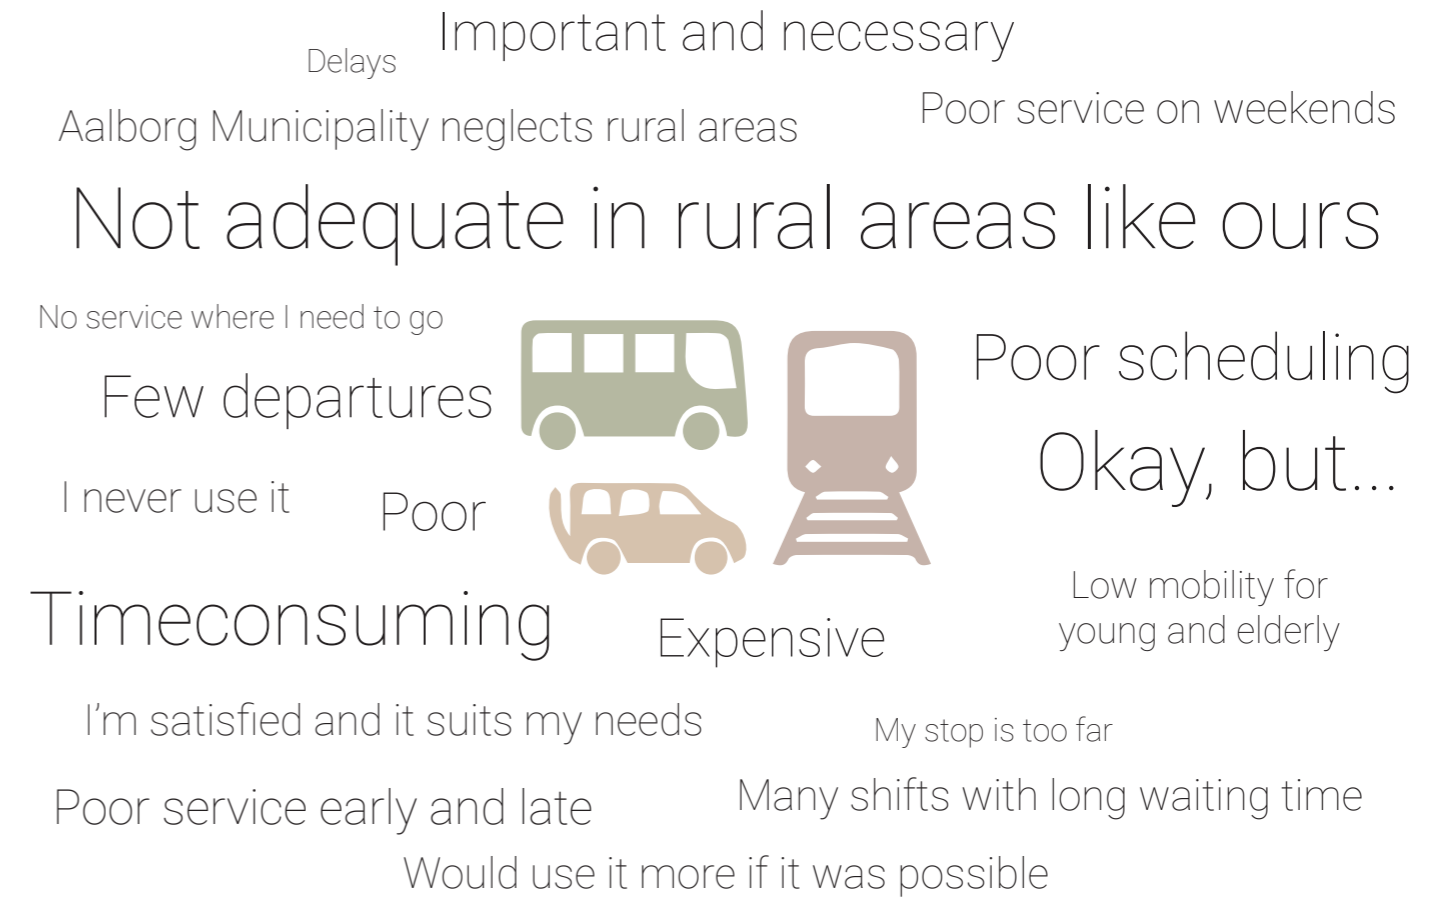 Important and necessary
Delays
Poor service on weekends
Aalborg Municipality neglects rural areas
Not adequate in rural areas like ours
No service where I need to go
Poor scheduling
Few departures
Okay, but...
I never use it
Poor
Low mobility for
young and elderly
Timeconsuming
Expensive
I'm satisfied and it suits my needs
My stop is too far
Many shifts with long waiting time
Poor service early and late
Would use it more if it was possible